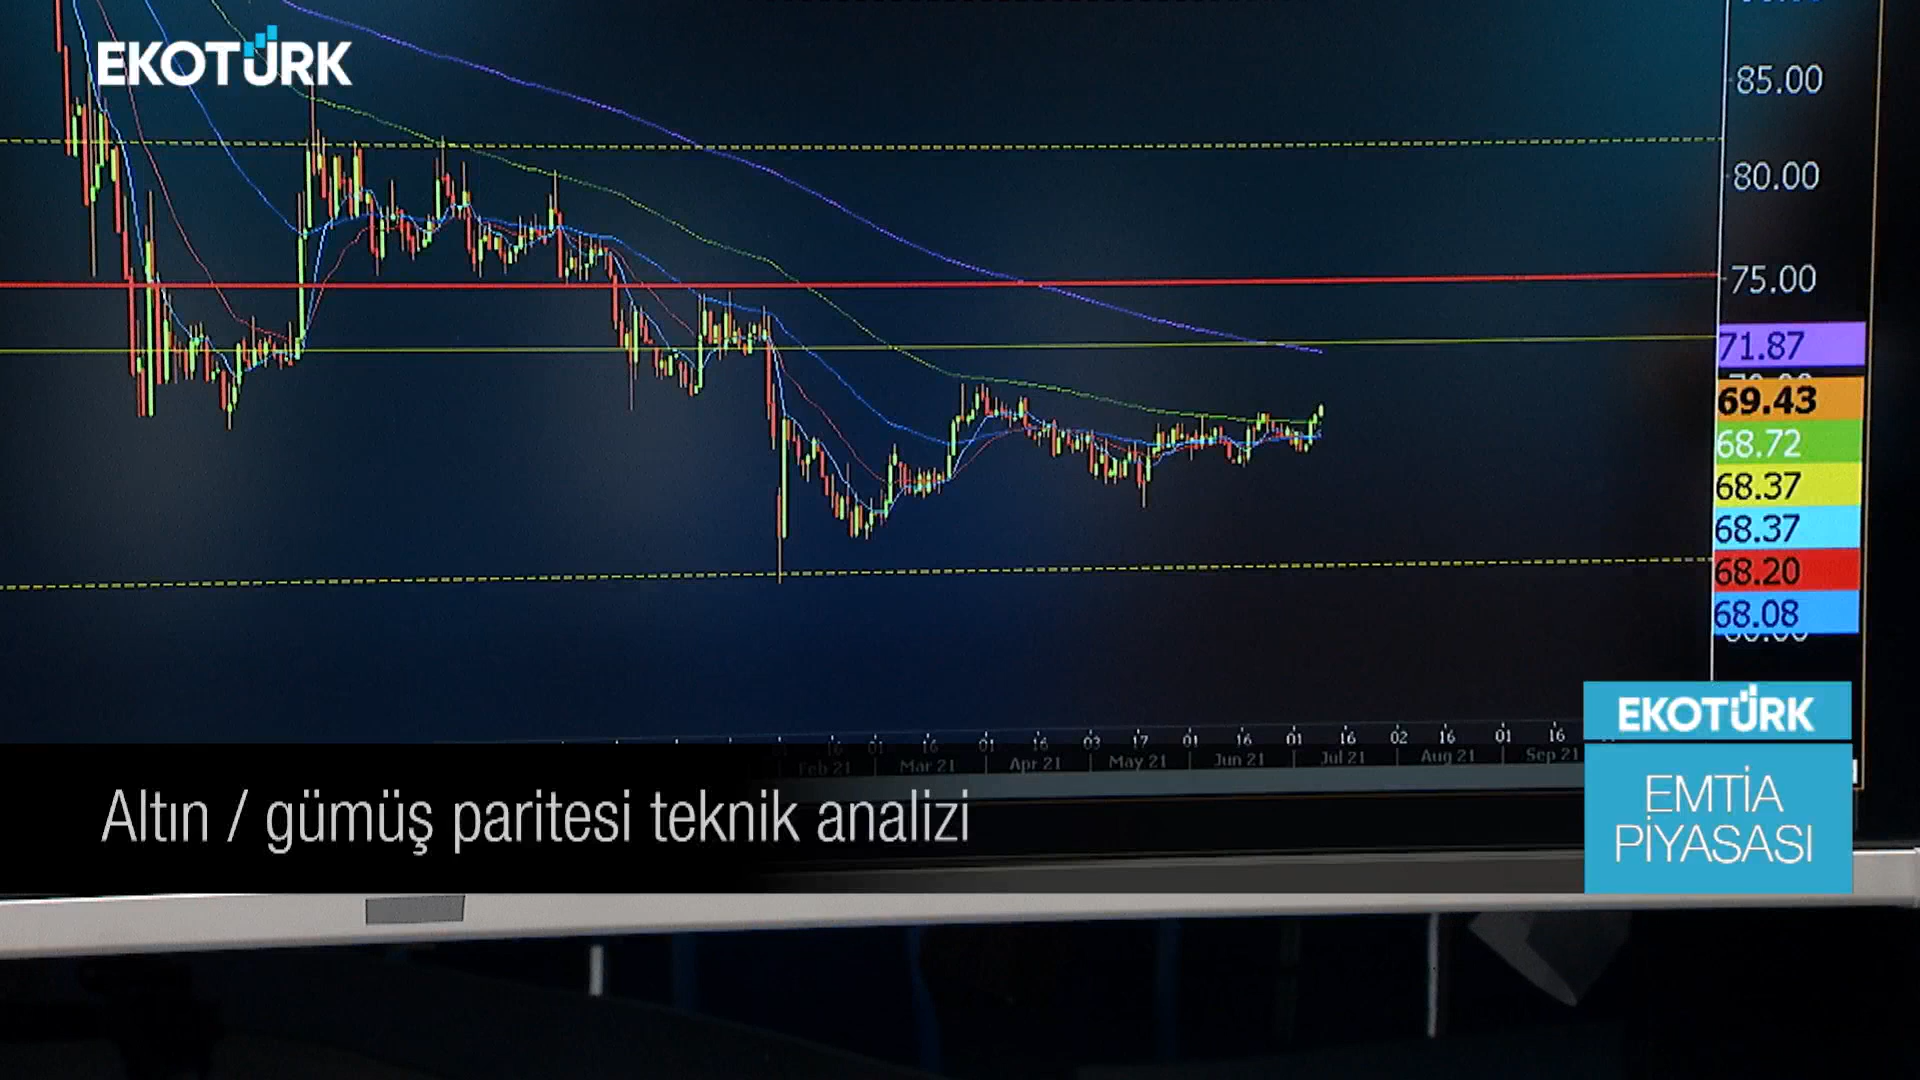 EKOTÜRK
85.00
80.00
75.00
71.87
69.43
68.72
68.37
68.37
68.20
68.08
EKOTÜRK
16 01 16 01 16 03 17 01 16 01 16 02 16 01 16
Feb 21 Mar 21 Apr 21 May 21 Jun 21 Jul 21 Aug 21 Sep 21
EMTİA
PİYASASI
Altın / gümüş paritesi teknik analizi